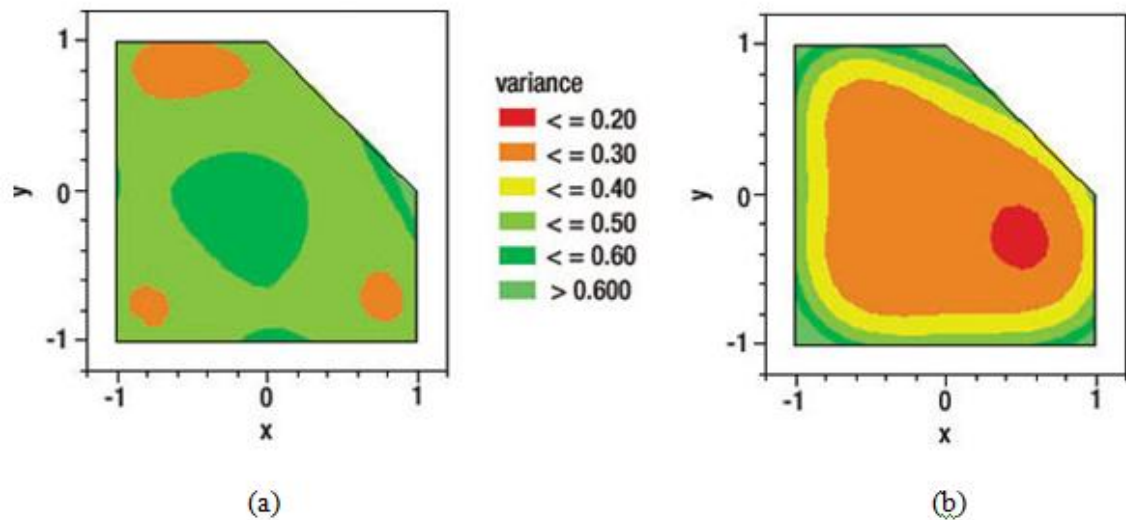 1
0
-1
y
-1
0
1
x
(a)
variance
< = 0.20
< = 0.30
< = 0.40
< = 0.50
< = 0.60
> 0.600
1
0
-1
y
-1
0
1
x
(b)